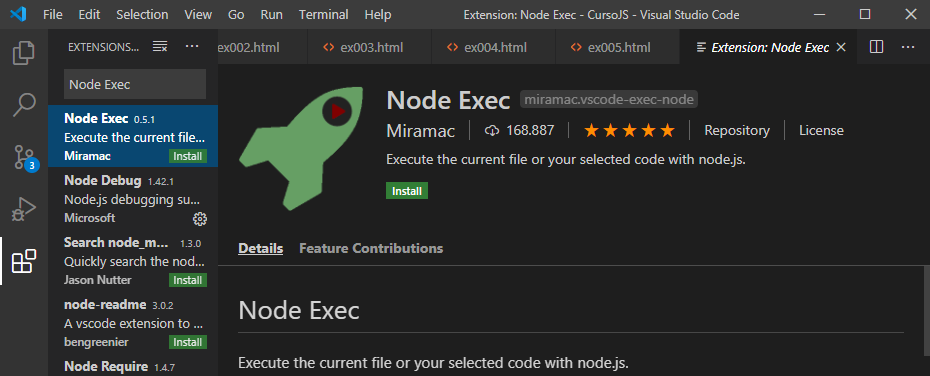 File Edit Selection View Go Run Terminal Help Extension: Node Exec - CursoJS - Visual Studio Code
EXTENSIONS... ex002.html ex003.html ex004.html ex005.html Extension: Node Exec
Node Exec
Node Exec 0.5.1
Execute the current file...
Miramac Install
Node Debug 1.42.1
Node.js debugging su...
Microsoft
Search node_m... 1.3.0
Quickly search the nod...
Jason Nutter Install
node-readme 3.0.2
A vscode extension to ...
bengreenier Install
Node Require 1.4.7
3
Node Exec miramac.vscode-exec-node
Miramac 168.887 Repository License
Execute the current file or your selected code with node.js.
Install
Details Feature Contributions
Node Exec
Execute the current file or your selected code with node.js.